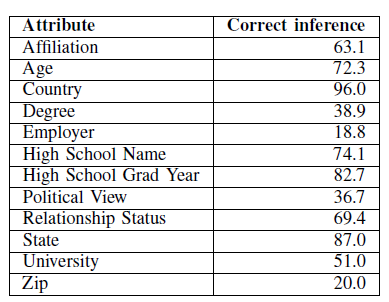 Attribute Correct inference
Affiliation 63.1
Age 72.3
Country 96.0
Degree 38.9
Employer 18.8
High School Name 74.1
High School Grad Year 82.7
Political View 36.7
Relationship Status 69.4
State 87.0
University 51.0
Zip 20.0